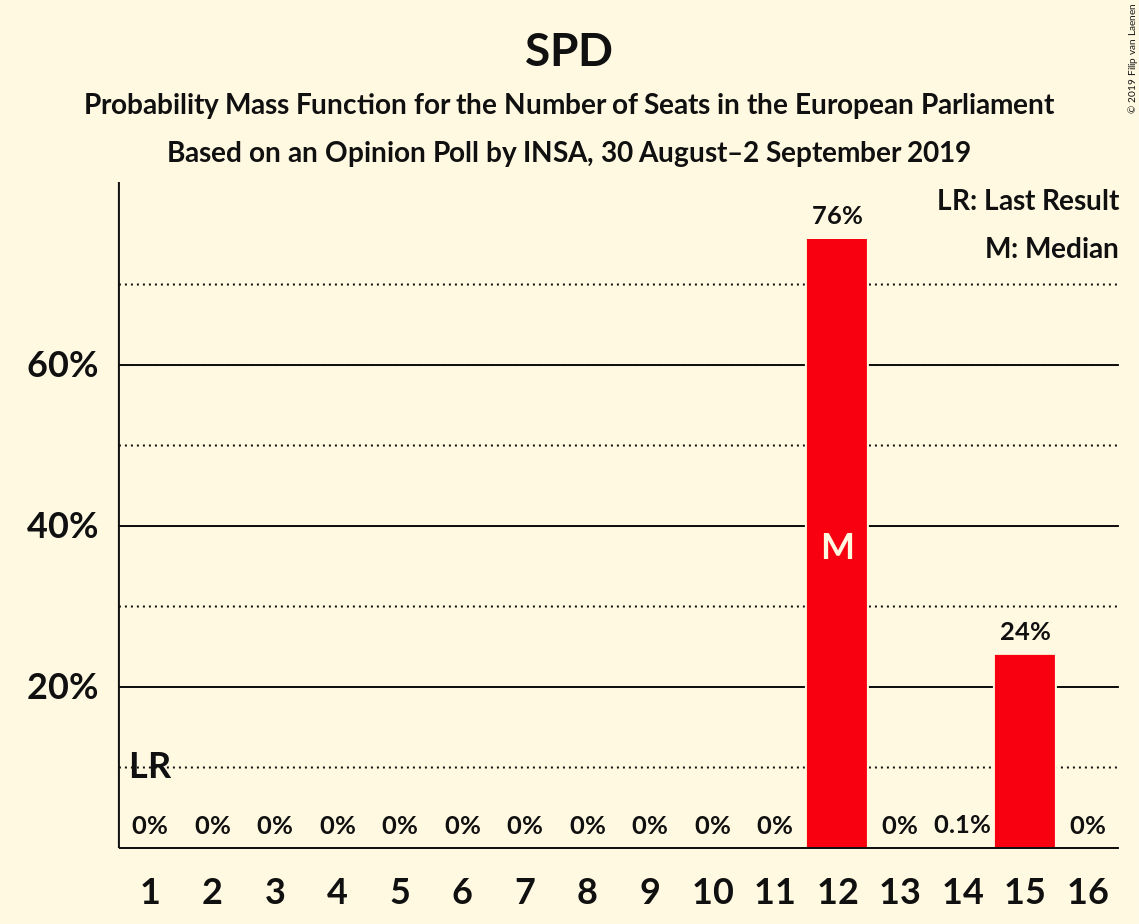 SPD
Probability Mass Function for the Number of Seats in the European Parliament
Based on an Opinion Poll by INSA, 30 August–2 September 2019
© 2019 Filip van Laenen
LR: Last Result
M: Median
76%
60%
40%
M
24%
20%
LR
0% 0% 0% 0% 0% 0% 0% 0% 0% 0% 0% 0% 0.1% 0%
1 2 3 4 5 6 7 8 9 10 11 12 13 14 15 16